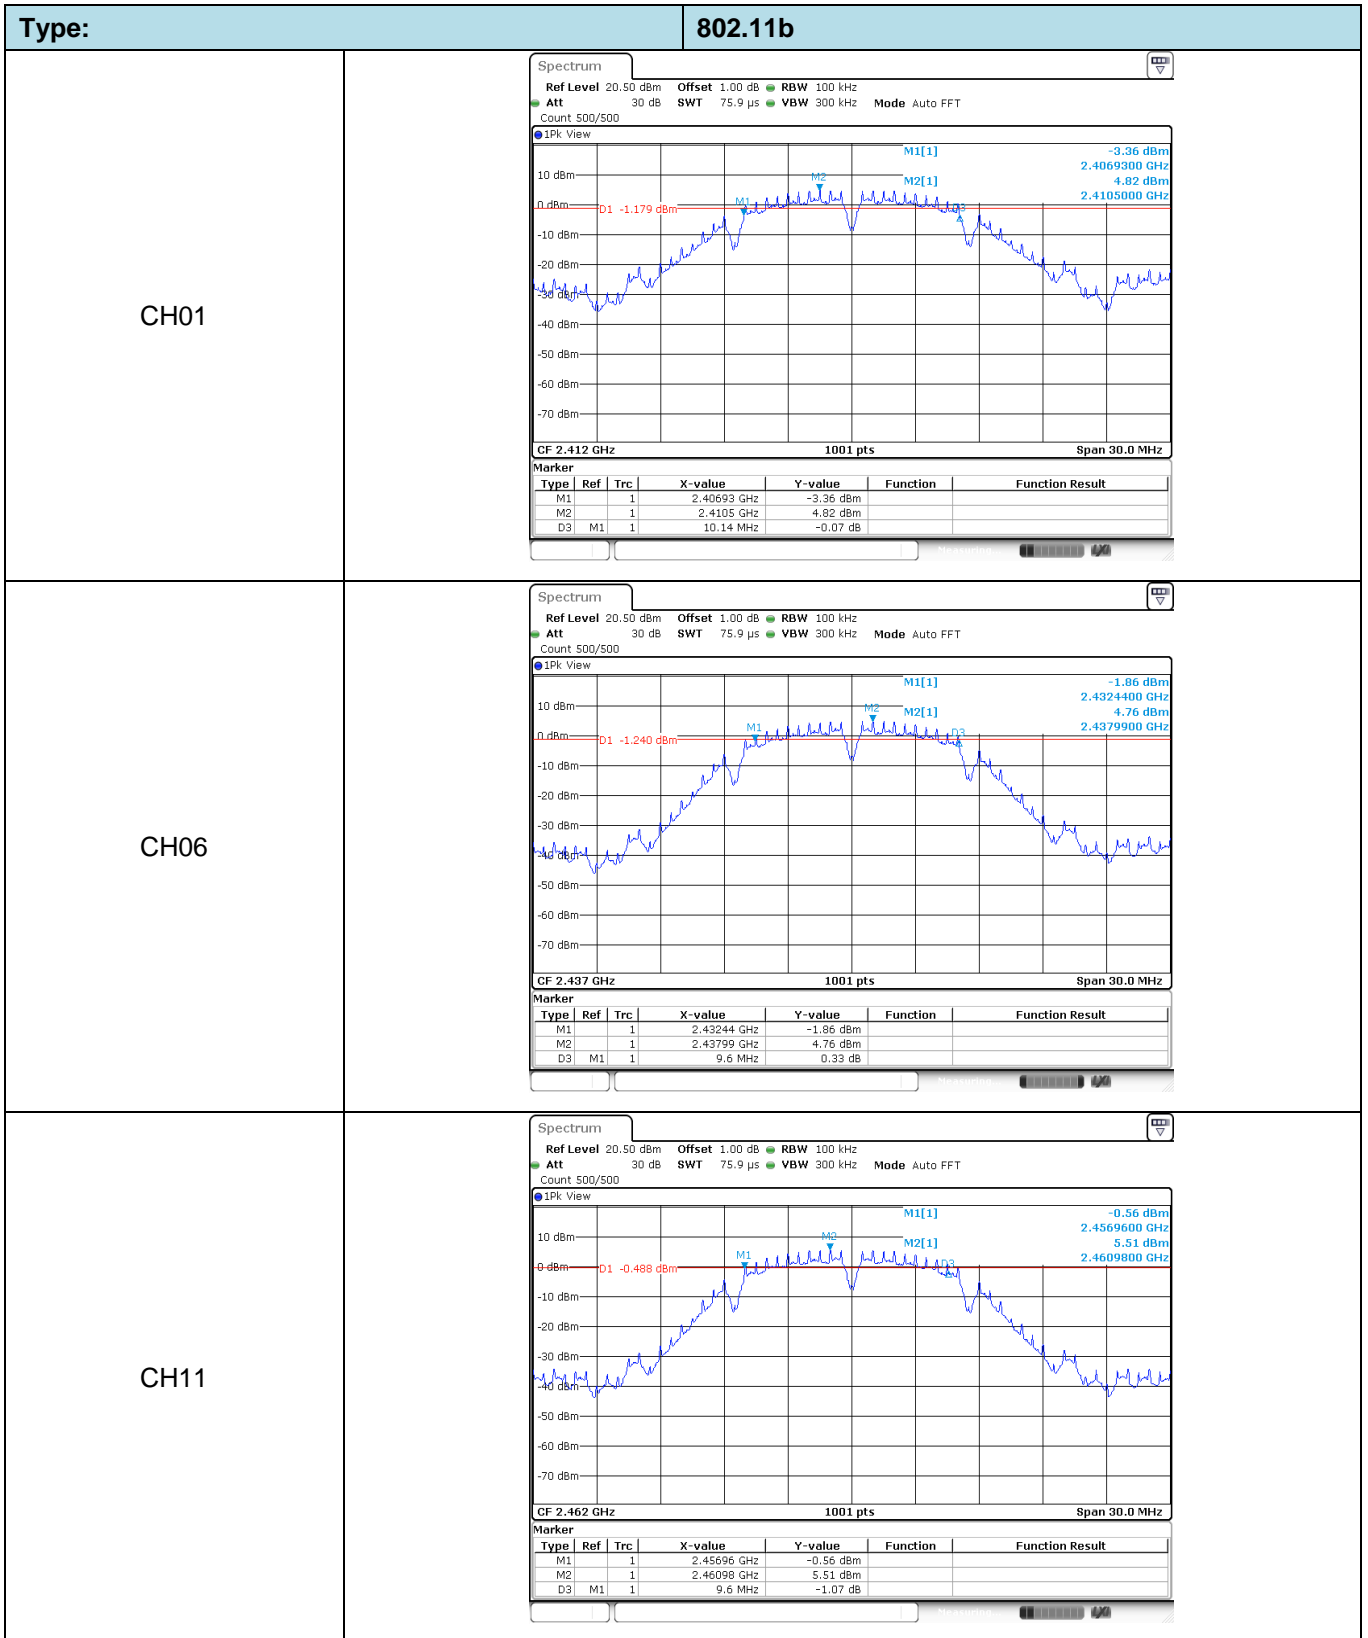 Type: 802.11b
CH01
Spectrum
Ref Level 20.50 dBm Offset 1.00 dB RBW 100 kHz
Att 30 dB SWT 75.9 µs VBW 300 kHz Mode Auto FFT
Count 500/500
1Pk View
M1[1] -3.36 dBm
2.4069300 GHz
10 dBm
M2
M2[1] 4.82 dBm
2.4105000 GHz
0 dBm
M1
D1 -1.179 dBm
D3
-10 dBm
-20 dBm
-30 dBm
-40 dBm
-50 dBm
-60 dBm
-70 dBm
CF 2.412 GHz 1001 pts Span 30.0 MHz
Marker
Type Ref Trc X-value Y-value Function Function Result
M1 1 2.40693 GHz -3.36 dBm
M2 1 2.4105 GHz 4.82 dBm
D3 M1 1 10.14 MHz -0.07 dB
Measuring
CH06
Spectrum
Ref Level 20.50 dBm Offset 1.00 dB RBW 100 kHz
Att 30 dB SWT 75.9 µs VBW 300 kHz Mode Auto FFT
Count 500/500
1Pk View
M1[1] -1.86 dBm
2.4324400 GHz
10 dBm
M2
M2[1] 4.76 dBm
2.4379900 GHz
M1
D3
0 dBm
D1 -1.240 dBm
-10 dBm
-20 dBm
-30 dBm
-40 dBm
-50 dBm
-60 dBm
-70 dBm
CF 2.437 GHz 1001 pts Span 30.0 MHz
Marker
Type Ref Trc X-value Y-value Function Function Result
M1 1 2.43244 GHz -1.86 dBm
M2 1 2.43799 GHz 4.76 dBm
D3 M1 1 9.6 MHz 0.33 dB
Measuring
CH11
Spectrum
Ref Level 20.50 dBm Offset 1.00 dB RBW 100 kHz
Att 30 dB SWT 75.9 µs VBW 300 kHz Mode Auto FFT
Count 500/500
1Pk View
M1[1] -0.56 dBm
2.4569600 GHz
10 dBm
M2
M2[1] 5.51 dBm
2.4609800 GHz
M1
D3
0 dBm
D1 -0.488 dBm
-10 dBm
-20 dBm
-30 dBm
-40 dBm
-50 dBm
-60 dBm
-70 dBm
CF 2.462 GHz 1001 pts Span 30.0 MHz
Marker
Type Ref Trc X-value Y-value Function Function Result
M1 1 2.45696 GHz -0.56 dBm
M2 1 2.46098 GHz 5.51 dBm
D3 M1 1 9.6 MHz -1.07 dB
Measuring